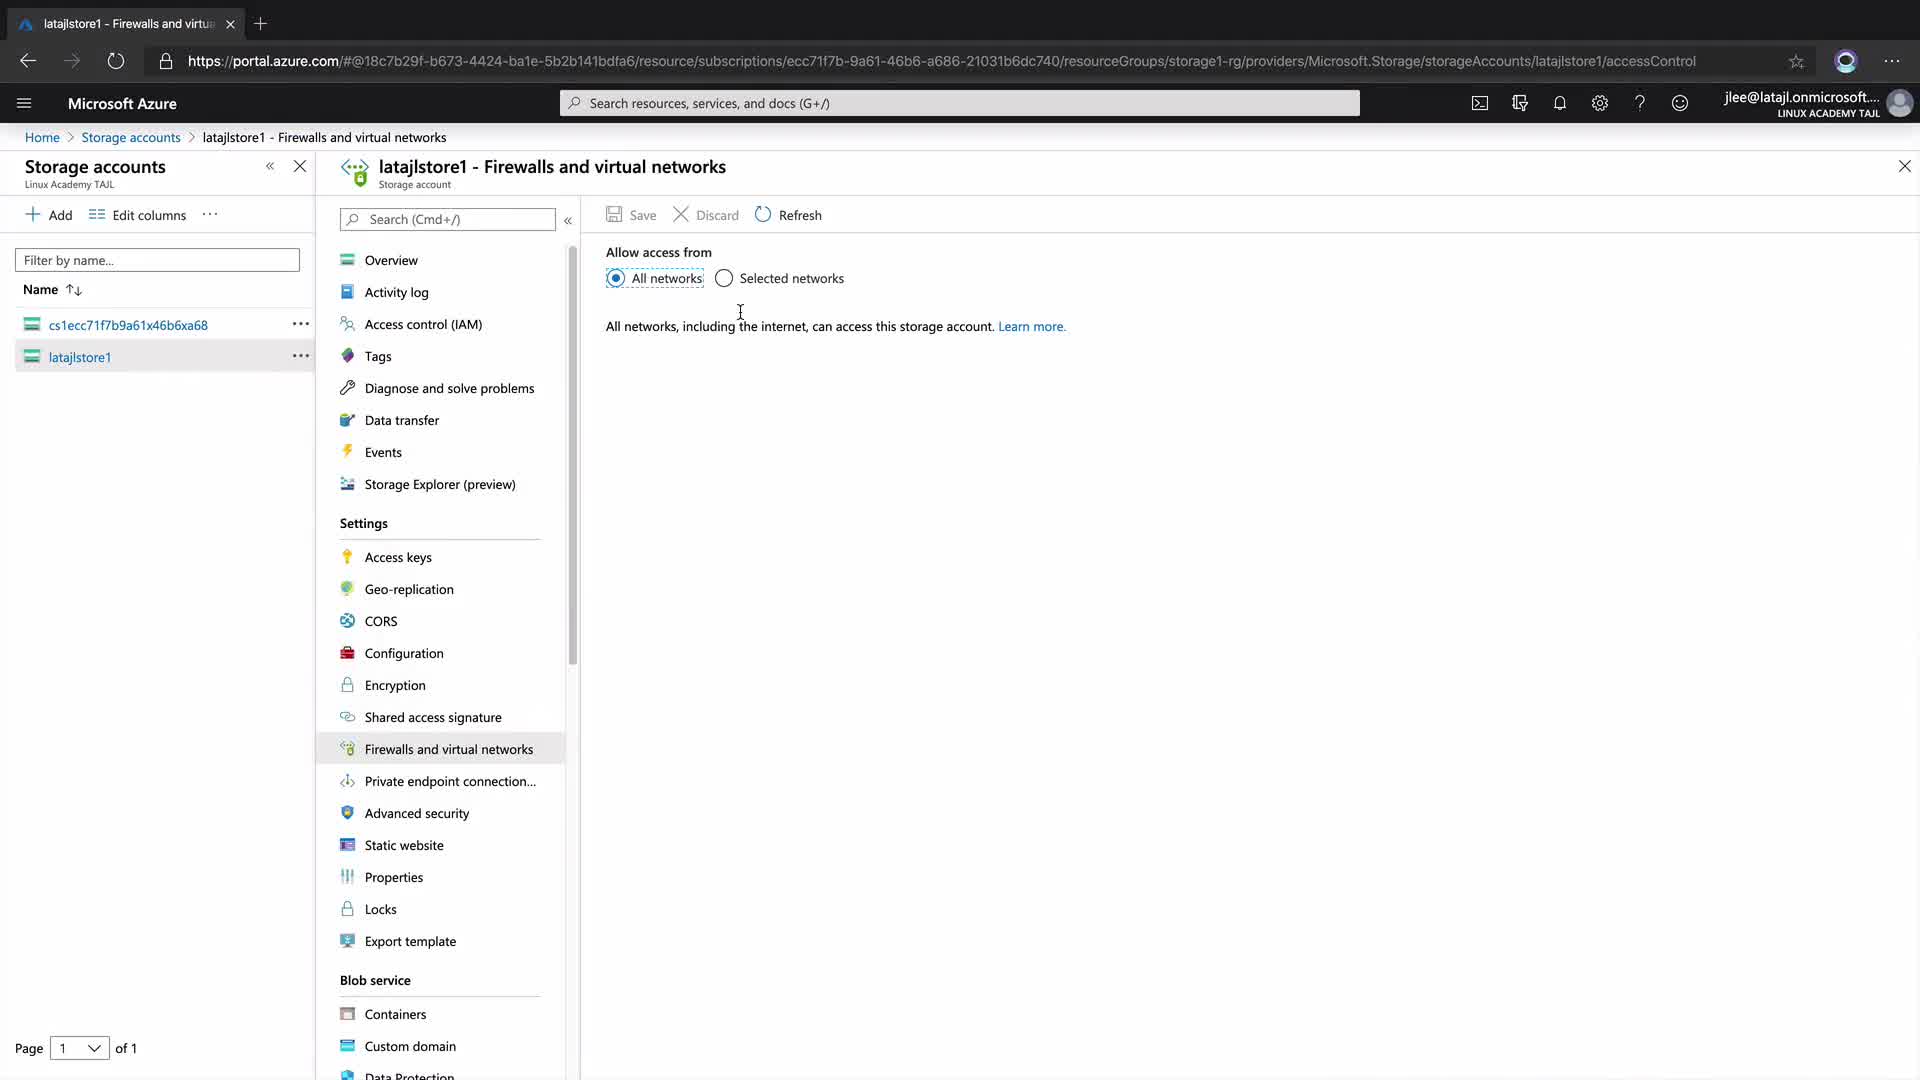 latajlstore1 - Firewalls and virtua
https://portal.azure.com/#@18c7b29f-b673-4424-ba1e-5b2b141bdfa6/resource/subscriptions/ecc71f7b-9a61-46b6-a686-21031b6dc740/resourceGroups/storage1-rg/providers/Microsoft.Storage/storageAccounts/latajlstore1/accessControl
Microsoft Azure
Search resources, services, and docs (G+/)
jlee@latajl.onmicrosoft....
LINUX ACADEMY TAJL
Home > Storage accounts > latajlstore1 - Firewalls and virtual networks
Storage accounts
Linux Academy TAJL
Add
Edit columns
Filter by name...
Name
cs1ecc71f7b9a61x46b6xa68
latajlstore1
Page 1 of 1
latajlstore1 - Firewalls and virtual networks
Storage account
Search (Cmd+/)
Overview
Activity log
Access control (IAM)
Tags
Diagnose and solve problems
Data transfer
Events
Storage Explorer (preview)
Settings
Access keys
Geo-replication
CORS
Configuration
Encryption
Shared access signature
Firewalls and virtual networks
Private endpoint connection...
Advanced security
Static website
Properties
Locks
Export template
Blob service
Containers
Custom domain
Data Protection
Save
Discard
Refresh
Allow access from
All networks
Selected networks
All networks, including the internet, can access this storage account. Learn more.